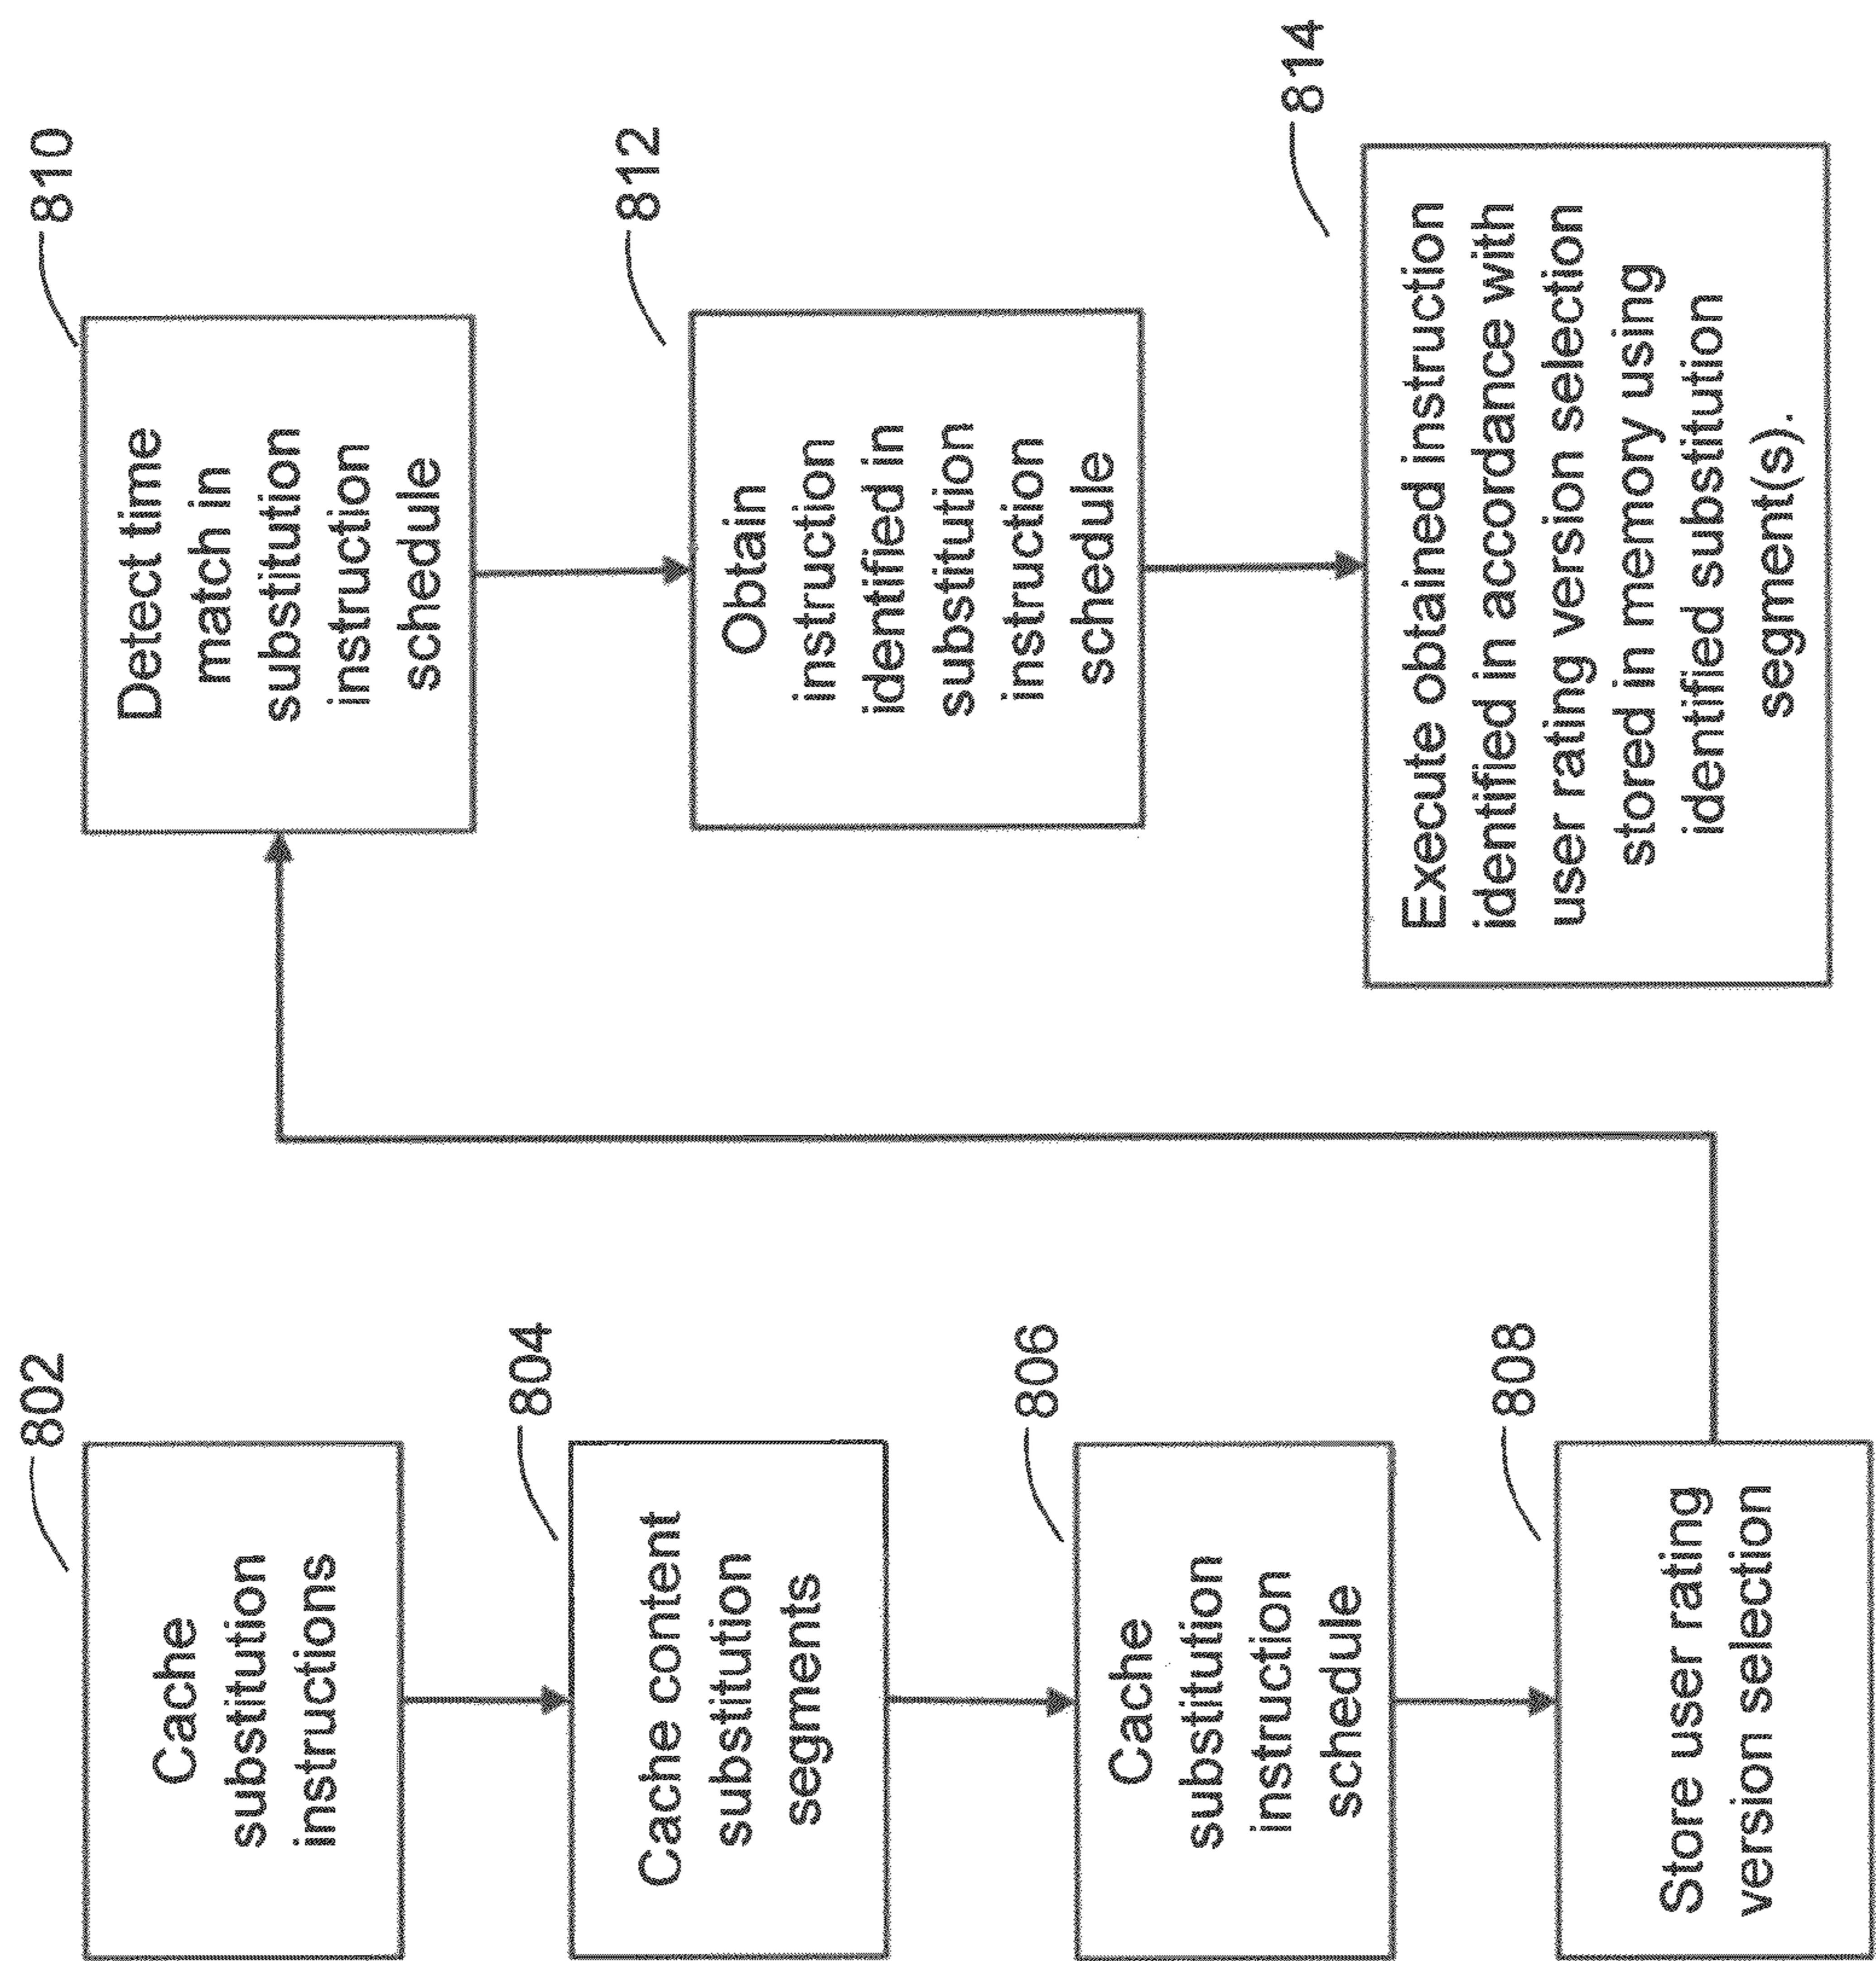 802
Cache
substitution
instructions
804
Cache content
substitution
segments
806
Cache
substitution
instruction
schedule
808
Store user rating
version selection
810
Detect time
match in
substitution
instruction
schedule
812
Obtain
instruction
identified in
substitution
instruction
schedule
814
Execute obtained instruction
identified in accordance with
user rating version selection
stored in memory using
identified substitution
segment(s).